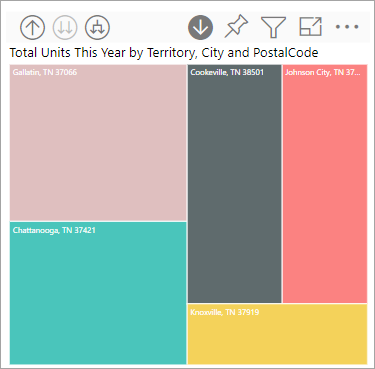 Total Units This Year by Territory, City and PostalCode
Gallatin, TN 37066
Cookeville, TN 38501
Johnson City, TN 37...
Chattanooga, TN 37421
Knoxville, TN 37919